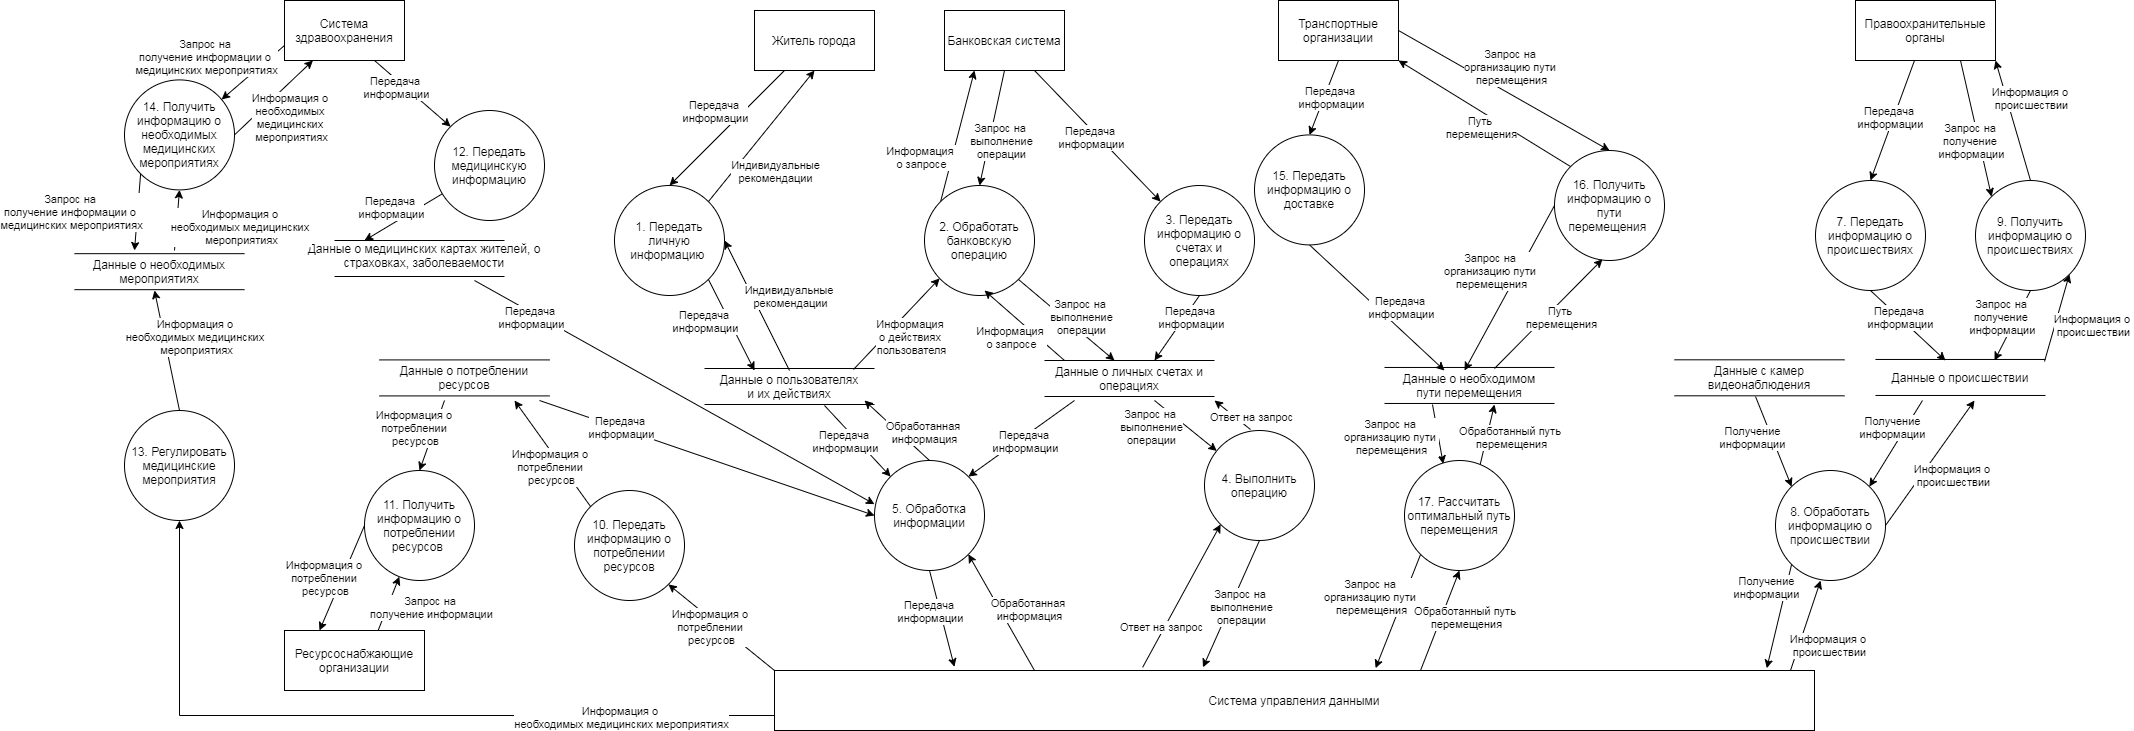 Система
здравоохранения
Житель города
Банковская система
Транспортные
организации
Правоохранительные
органы
Запрос на
получение информации о
медицинских мероприятиях
Информация о
необходимых
медицинских
мероприятиях
Передача
информации
14. Получить
информацию о
необходимых
медицинских
мероприятиях
12. Передать
медицинскую
информацию
Передача
информации
Индивидуальные
рекомендации
Запрос на
выполнение
операции
Информация
о запросе
Передача
информации
Передача
информации
Запрос на
организацию пути
перемещения
Путь
перемещения
Передача
информации
Запрос на
получение
информации
Информация о
происшествии
Запрос на
получение информации о
медицинских мероприятиях
Информация о
необходимых медицинских
мероприятиях
Передача
информации
1. Передать
личную
информацию
2. Обработать
банковскую
операцию
3. Передать
информацию о
счетах и
операциях
15. Передать
информацию о
доставке
16. Получить
информацию о
пути
перемещения
7. Передать
информацию о
происшествиях
9. Получить
информацию о
происшествиях
Данные о необходимых
мероприятиях
Данные о медицинских картах жителей, о
страховках, заболеваемости
Передача
информации
Передача
информации
Индивидуальные
рекомендации
Информация
о действиях
пользователя
Информация
о запросе
Запрос на
выполнение
операции
Передача
информации
Передача
информации
Запрос на
организацию пути
перемещения
Путь
перемещения
Передача
информации
Запрос на
получение
информации
Информация о
происшествии
Информация о
необходимых медицинских
мероприятиях
Данные о потреблении
ресурсов
Данные о пользователях
и их действиях
Данные о личных счетах и
операциях
Данные о необходимом
пути перемещения
Данные с камер
видеонаблюдения
Данные о происшествии
Информация о
потреблении
ресурсов
Информация о
потреблении
ресурсов
Передача
информации
Передача
информации
Обработанная
информация
Передача
информации
Запрос на
выполнение
операции
Ответ на запрос
Запрос на
организацию пути
перемещения
Обработанный путь
перемещения
Получение
информации
Получение
информации
Информация о
происшествии
13. Регулировать
медицинские
мероприятия
11. Получить
информацию о
потреблении
ресурсов
10. Передать
информацию о
потреблении
ресурсов
5. Обработка
информации
4. Выполнить
операцию
17. Рассчитать
оптимальный путь
перемещения
8. Обработать
информацию о
происшествии
Информация о
потреблении
ресурсов
Запрос на
получение информации
Информация о
потреблении
ресурсов
Передача
информации
Обработанная
информация
Ответ на запрос
Запрос на
выполнение
операции
Запрос на
организацию пути
перемещения
Обработанный путь
перемещения
Получение
информации
Информация о
происшествии
Ресурсоснабжающие
организации
Информация о
необходимых медицинских мероприятиях
Система управления данными